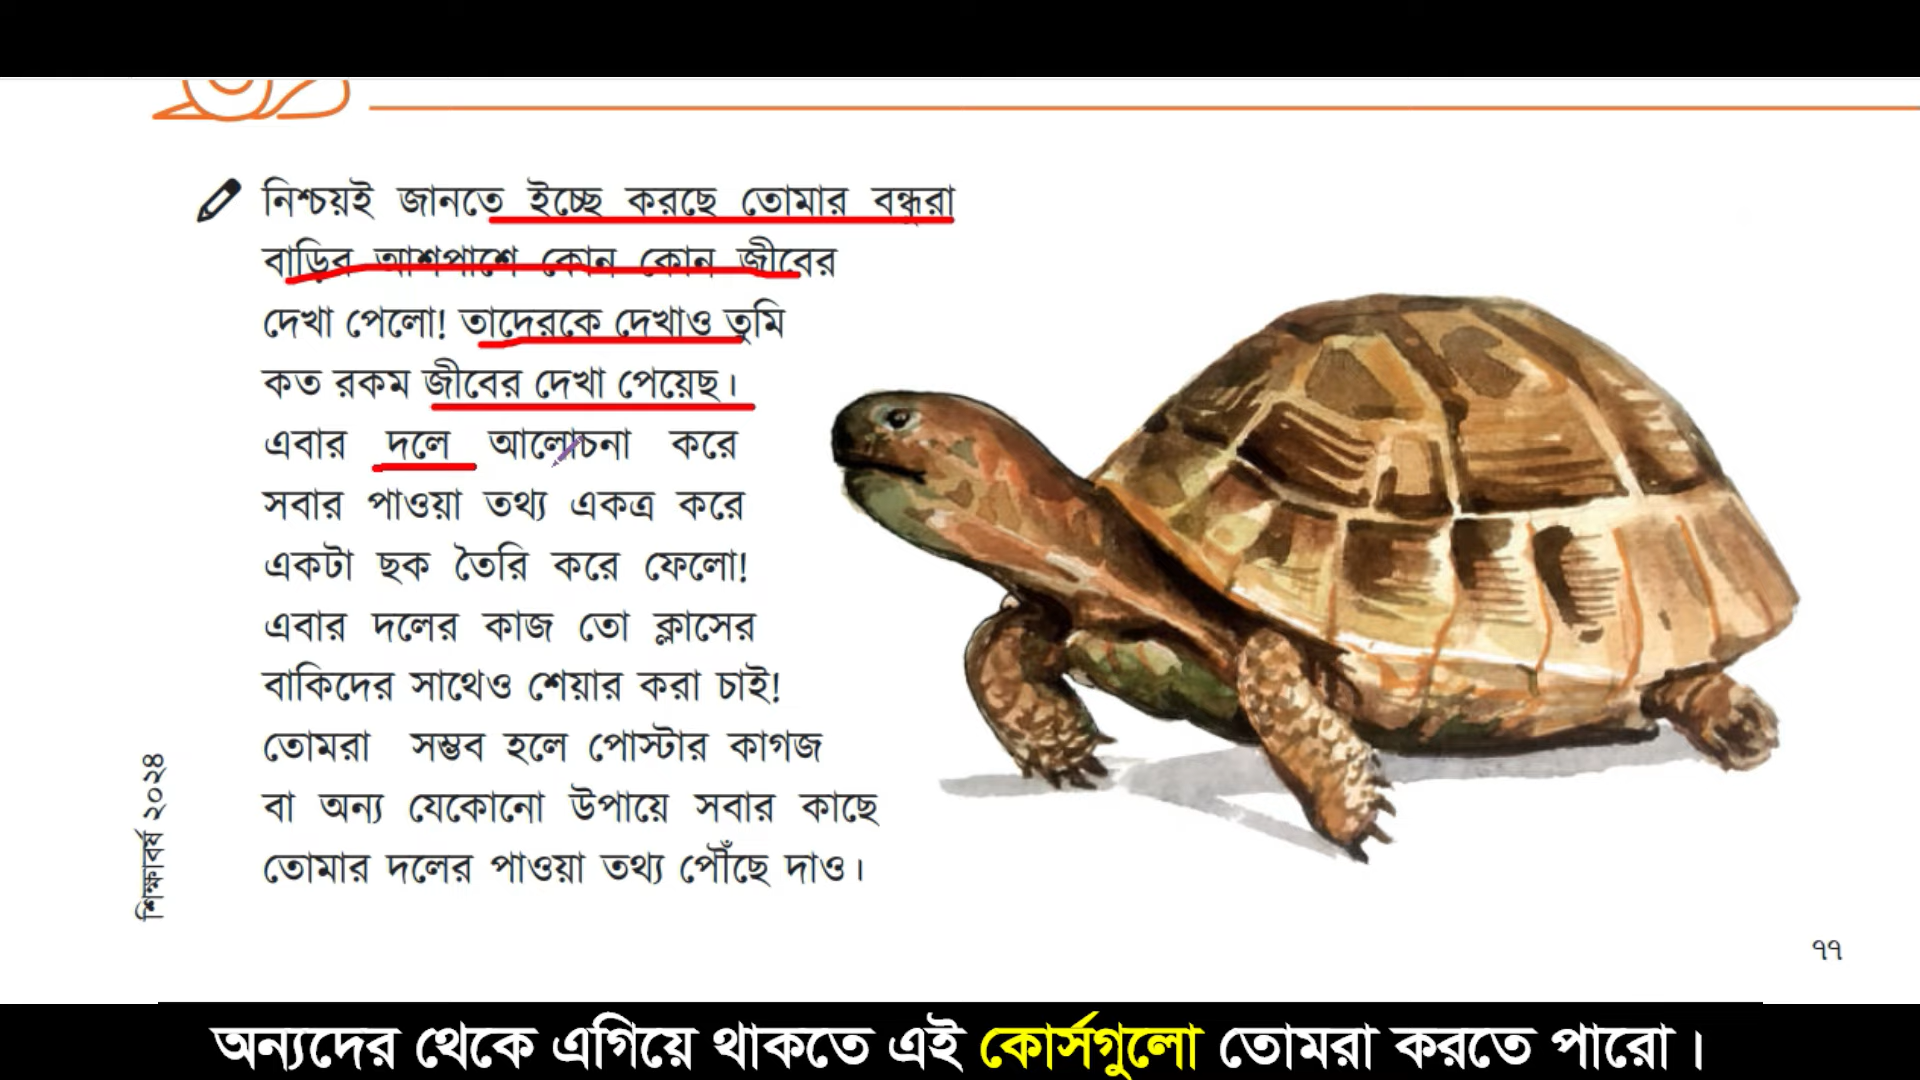 নিশ্চয়ই জানতে ইচ্ছে করছে তোমার বন্ধুরা
বাড়ির আশপাশে কোন কোন জীবের
দেখা পেলো! তাদেরকে দেখাও তুমি
কত রকম জীবের দেখা পেয়েছ।
এবার দলে আলোচনা করে
সবার পাওয়া তথ্য একত্র করে
একটা ছক তৈরি করে ফেলো!
এবার দলের কাজ তো ক্লাসের
বাকিদের সাথেও শেয়ার করা চাই!
তোমরা সম্ভব হলে পোস্টার কাগজ
বা অন্য যেকোনো উপায়ে সবার কাছে
তোমার দলের পাওয়া তথ্য পৌঁছে দাও।
শিক্ষাবর্ষ ২০২৪
৭৭
অন্যদের থেকে এগিয়ে থাকতে এই কোর্সগুলো তোমরা করতে পারো।